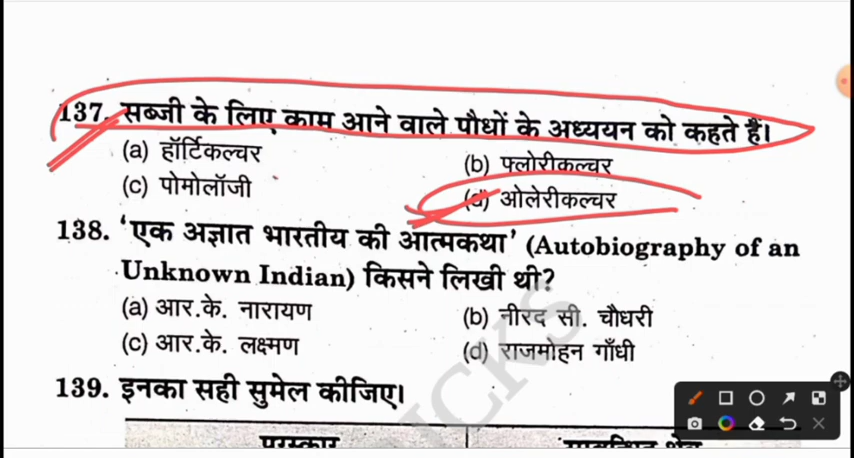 137. सब्जी के लिए काम आने वाले पौधों के अध्ययन को कहते हैं।
(a) हॉर्टिकल्चर (b) फ्लोरीकल्चर
(c) पोमोलॉजी (d) ओलेरीकल्चर
138. 'एक अज्ञात भारतीय की आत्मकथा' (Autobiography of an
Unknown Indian) किसने लिखी थी?
(a) आर.के. नारायण (b) नीरद सी. चौधरी
(c) आर.के. लक्ष्मण (d) राजमोहन गाँधी
139. इनका सही सुमेल कीजिए।
पुरस्कार